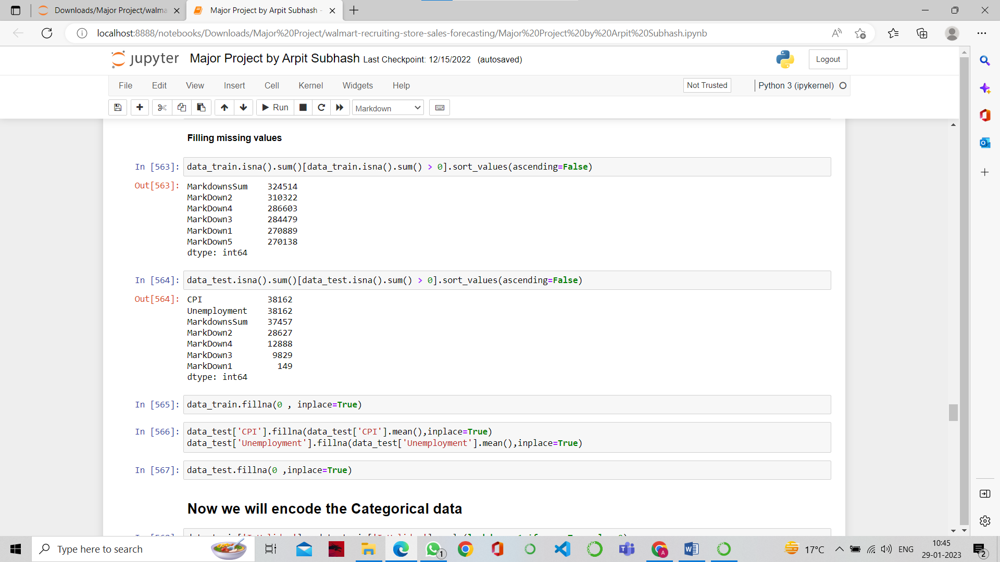 Downloads/Major Project/walma
Major Project by Arpit Subhash -
localhost:8888/notebooks/Downloads/Major%20Project/walmart-recruiting-store-sales-forecasting/Major%20Project%20by%20Arpit%20Subhash.ipynb
jupyter Major Project by Arpit Subhash Last Checkpoint: 12/15/2022 (autosaved)
Logout
File Edit View Insert Cell Kernel Widgets Help
Not Trusted
Python 3 (ipykernel)
Run
Markdown
Filling missing values
In [563]: data_train.isna().sum()[data_train.isna().sum() > 0].sort_values(ascending=False)
Out[563]: MarkdownsSum 324514
MarkDown2 310322
MarkDown4 286603
MarkDown3 284479
MarkDown1 270889
MarkDown5 270138
dtype: int64
In [564]: data_test.isna().sum()[data_test.isna().sum() > 0].sort_values(ascending=False)
Out[564]: CPI 38162
Unemployment 38162
MarkdownsSum 37457
MarkDown2 28627
MarkDown4 12888
MarkDown3 9829
MarkDown1 149
dtype: int64
In [565]: data_train.fillna(0 , inplace=True)
In [566]: data_test['CPI'].fillna(data_test['CPI'].mean(),inplace=True)
data_test['Unemployment'].fillna(data_test['Unemployment'].mean(),inplace=True)
In [567]: data_test.fillna(0 ,inplace=True)
Now we will encode the Categorical data
Type here to search
1
17°C
ENG
10:45
29-01-2023
2